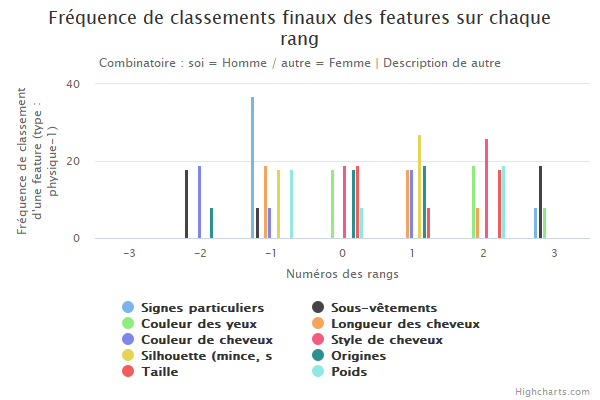 Fréquence de classements finaux des features sur chaque
rang
Combinatoire : soi = Homme / autre = Femme | Description de autre
Fréquence de classement
d'une feature (type :
physique-1)
40
20
0
-3 -2 -1 0 1 2 3
Numéros des rangs
Signes particuliers Sous-vêtements
Couleur des yeux Longueur des cheveux
Couleur de cheveux Style de cheveux
Silhouette (mince, s Origines
Taille Poids
Highcharts.com